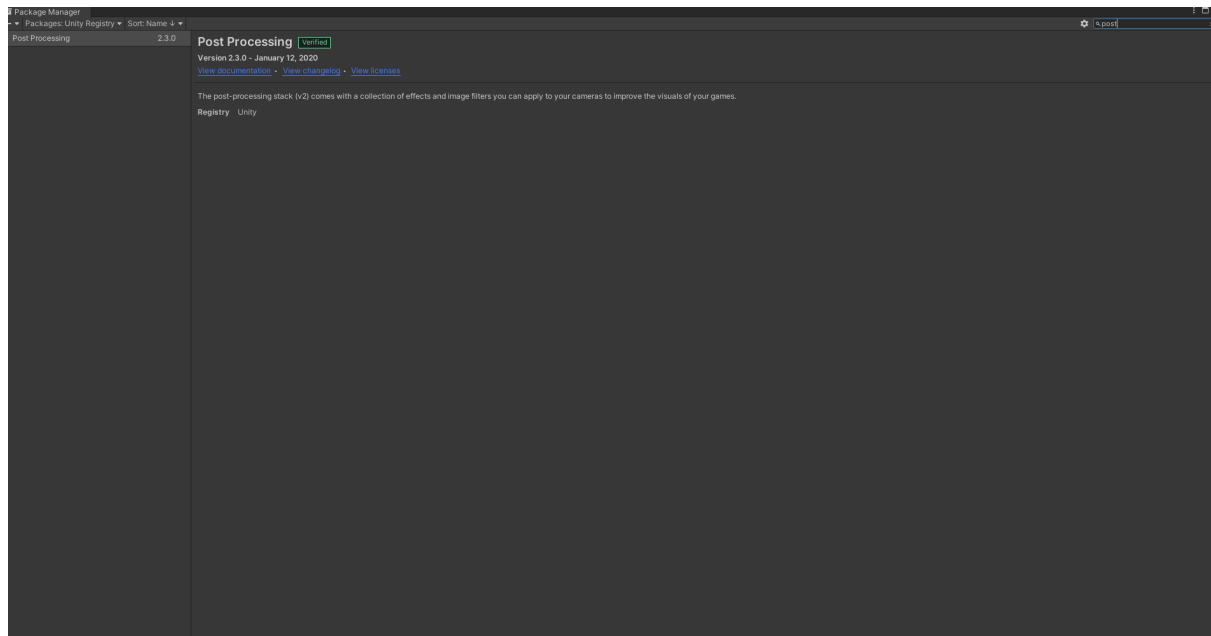 Package Manager
Packages: Unity Registry Sort: Name ↓ post
Post Processing 2.3.0
Post Processing Verified
Version 2.3.0 - January 12, 2020
View documentation • View changelog • View licenses
The post-processing stack (v2) comes with a collection of effects and image filters you can apply to your cameras to improve the visuals of your games.
Registry Unity